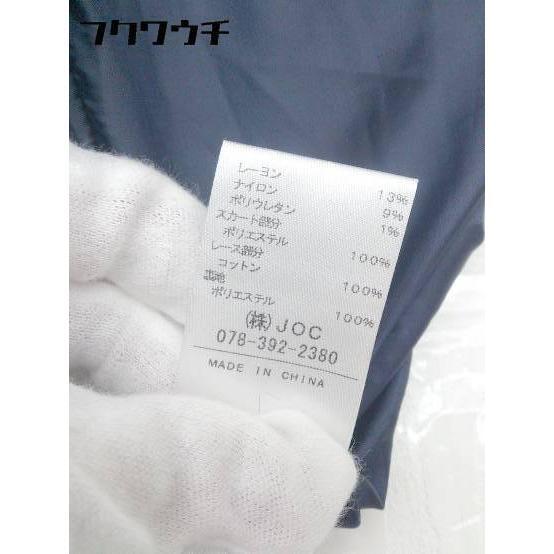 フクワウチ
レーヨン 13%
ナイロン 9%
ポリウレタン 1%
スカート部分
ポリエステル 100%
レース部分
コットン 100%
裏地
ポリエステル 100%
(株)JOC
078-392-2380
MADE IN CHINA